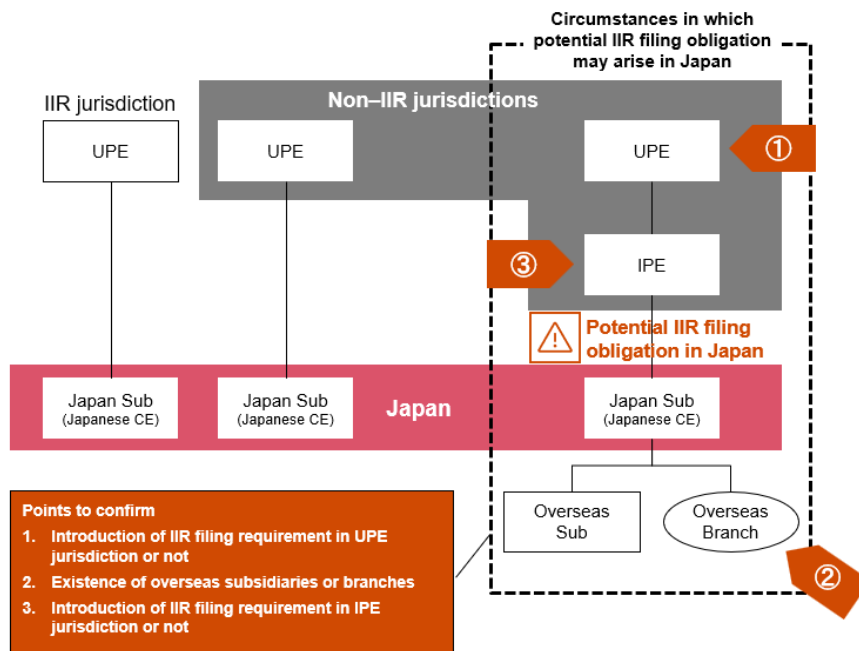 Circumstances in which
potential IIR filing obligation
may arise in Japan
IIR jurisdiction
Non–IIR jurisdictions
UPE
UPE
UPE
①
③
IPE
Potential IIR filing
obligation in Japan
Japan Sub
(Japanese CE)
Japan Sub
(Japanese CE)
Japan
Japan Sub
(Japanese CE)
Overseas
Sub
Overseas
Branch
②
Points to confirm
1. Introduction of IIR filing requirement in UPE
jurisdiction or not
2. Existence of overseas subsidiaries or branches
3. Introduction of IIR filing requirement in IPE
jurisdiction or not